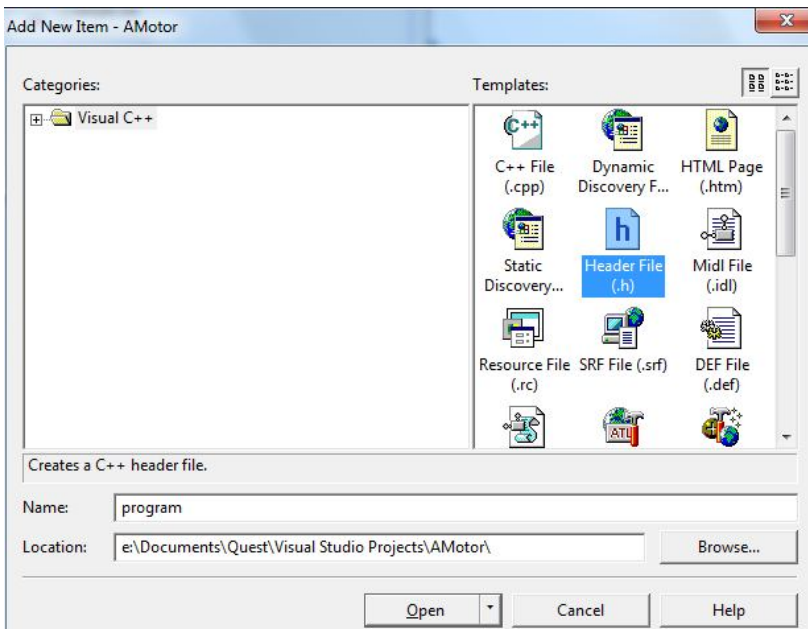 Add New Item - AMotor
Categories:
Templates:
Visual C++
C++ File
(.cpp)
Dynamic
Discovery F...
HTML Page
(.htm)
Static
Discovery...
Header File
(.h)
Midl File
(.idl)
Resource File
(.rc)
SRF File (.srf)
DEF File
(.def)
Creates a C++ header file.
Name:
program
Location:
e:\Documents\Quest\Visual Studio Projects\AMotor\
Browse...
Open
Cancel
Help